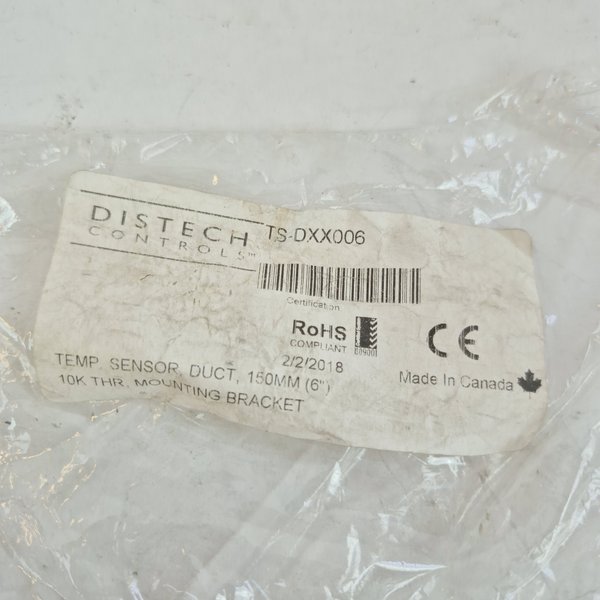 DISTECH
CONTROLS™
TS-DXX006
Certification
RoHS
COMPLIANT
CE
2/2/2018
Made In Canada
TEMP. SENSOR, DUCT, 150MM (6")
10K THR, MOUNTING BRACKET